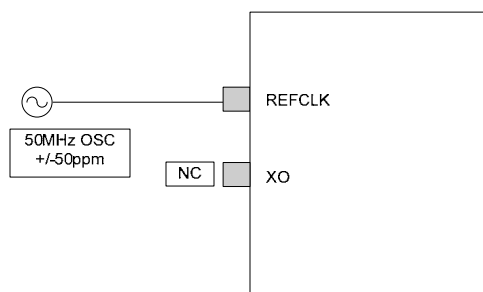 REFCLK
50MHz OSC
+/-50ppm
NC
XO